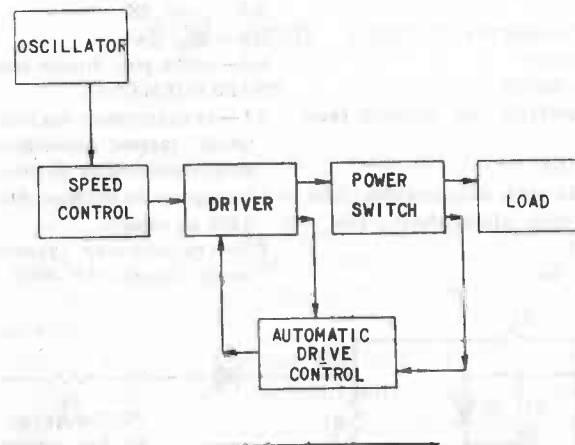 OSCILLATOR
SPEED
CONTROL
DRIVER
POWER
SWITCH
LOAD
AUTOMATIC
DRIVE
CONTROL